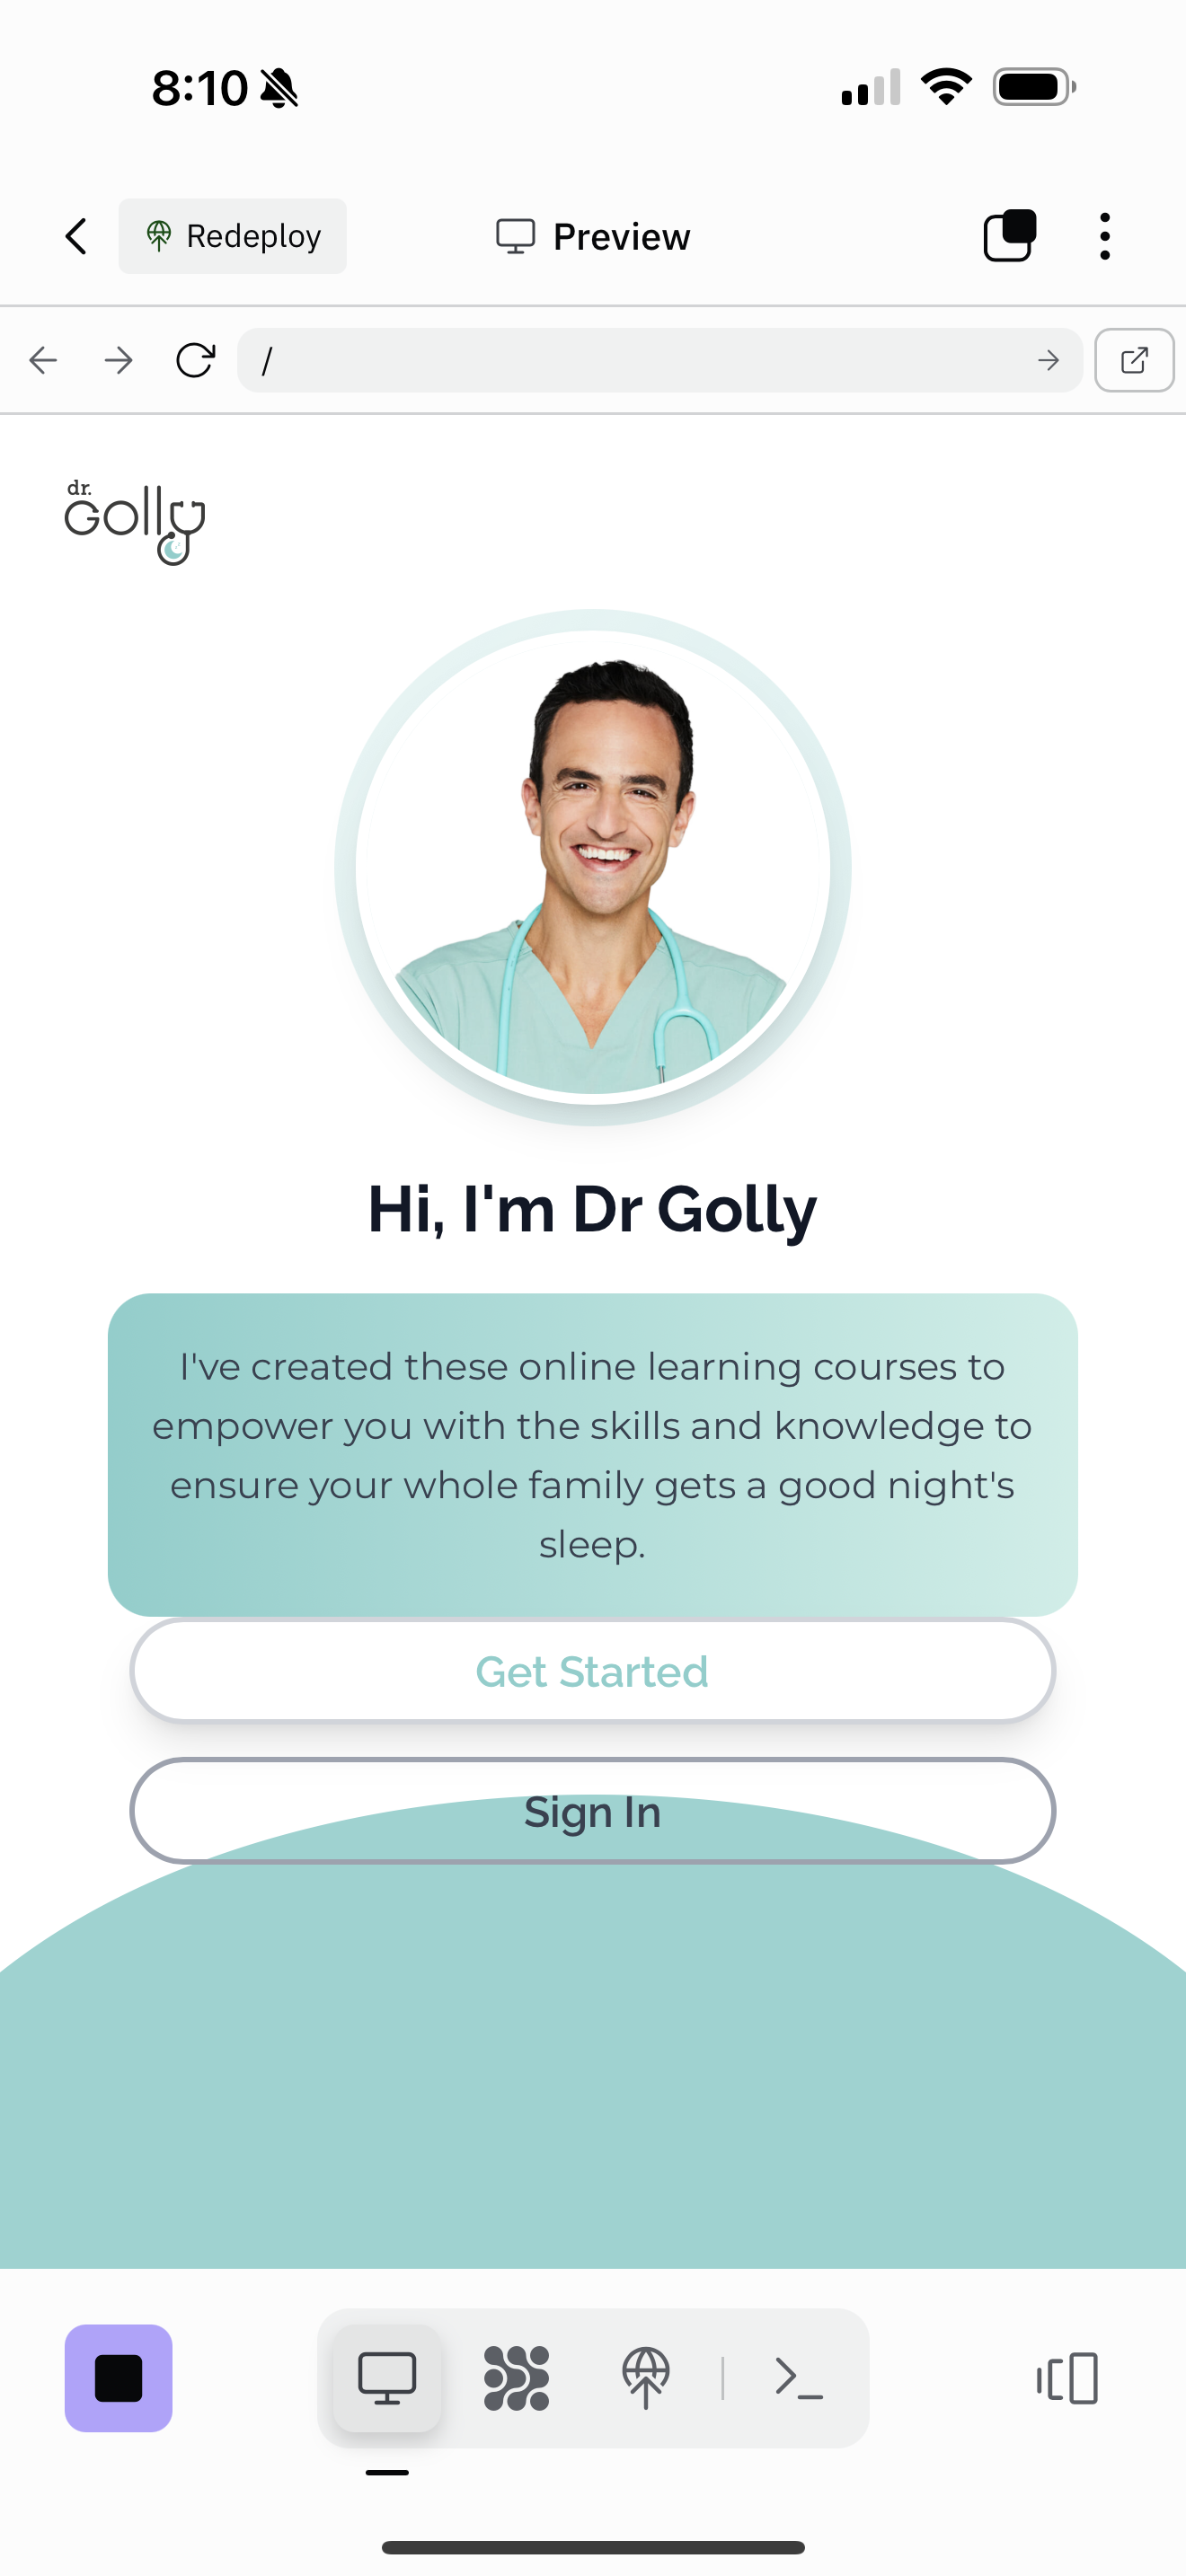 8:10
Redeploy
Preview
/
dr.
Golly
Hi, I'm Dr Golly
I've created these online learning courses to
empower you with the skills and knowledge to
ensure your whole family gets a good night's
sleep.
Get Started
Sign In